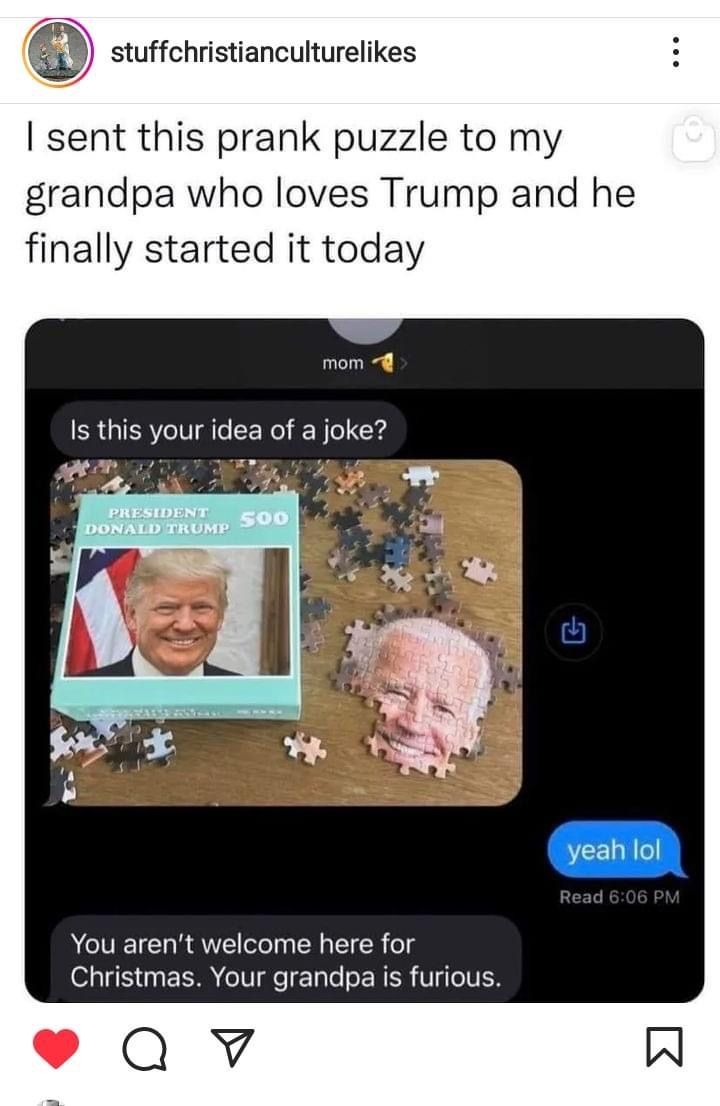 stuffchristianculturelikes
I sent this prank puzzle to my
grandpa who loves Trump and he
finally started it today
mom
Is this your idea of a joke?
PRESIDENT
DONALD TRUMP 500
yeah lol
Read 6:06 PM
You aren't welcome here for
Christmas. Your grandpa is furious.